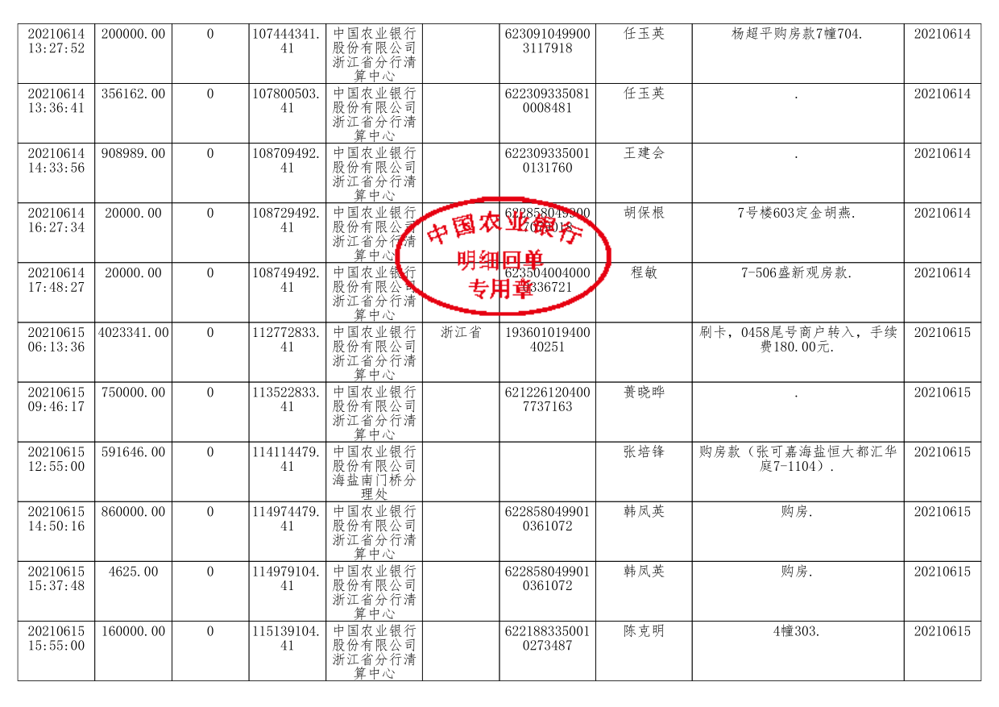 20210614 200000.00 0 107444341. 中国农业银行 623091049900 任玉英 杨超平购房款7幢704. 20210614
13:27:52 41 股份有限公司 3117918
浙江省分行清
算中心
20210614 356162.00 0 107800503. 中国农业银行 622309335081 任玉英 . 20210614
13:36:41 41 股份有限公司 0008481
浙江省分行清
算中心
20210614 908989.00 0 108709492. 中国农业银行 622309335001 王建会 . 20210614
14:33:56 41 股份有限公司 0131760
浙江省分行清
算中心
20210614 20000.00 0 108729492. 中国农业银行 622858049900 胡保根 7号楼603定金胡燕. 20210614
16:27:34 41 股份有限公司
浙江省分行清
算中心
中国农业银行
明细回单
专用章
20210614 20000.00 0 108749492. 中国农业银行 623504004000 程敏 7-506盛新观房款. 20210614
17:48:27 41 股份有限公司
浙江省分行清
算中心
20210615 4023341.00 0 112772833. 中国农业银行 浙江省 193601019400 刷卡，0458尾号商户转入，手续 20210615
06:13:36 41 股份有限公司 40251 费180.00元.
浙江省分行清
算中心
20210615 750000.00 0 113522833. 中国农业银行 621226120400 蒉晓晔 . 20210615
09:46:17 41 股份有限公司 7737163
浙江省分行清
算中心
20210615 591646.00 0 114114479. 中国农业银行 张培锋 购房款（张可嘉海盐恒大都汇华 20210615
12:55:00 41 股份有限公司 庭7-1104）.
海盐南门桥分
理处
20210615 860000.00 0 114974479. 中国农业银行 622858049901 韩凤英 购房. 20210615
14:50:16 41 股份有限公司 0361072
浙江省分行清
算中心
20210615 4625.00 0 114979104. 中国农业银行 622858049901 韩凤英 购房. 20210615
15:37:48 41 股份有限公司 0361072
浙江省分行清
算中心
20210615 160000.00 0 115139104. 中国农业银行 622188335001 陈克明 4幢303. 20210615
15:55:00 41 股份有限公司 0273487
浙江省分行清
算中心